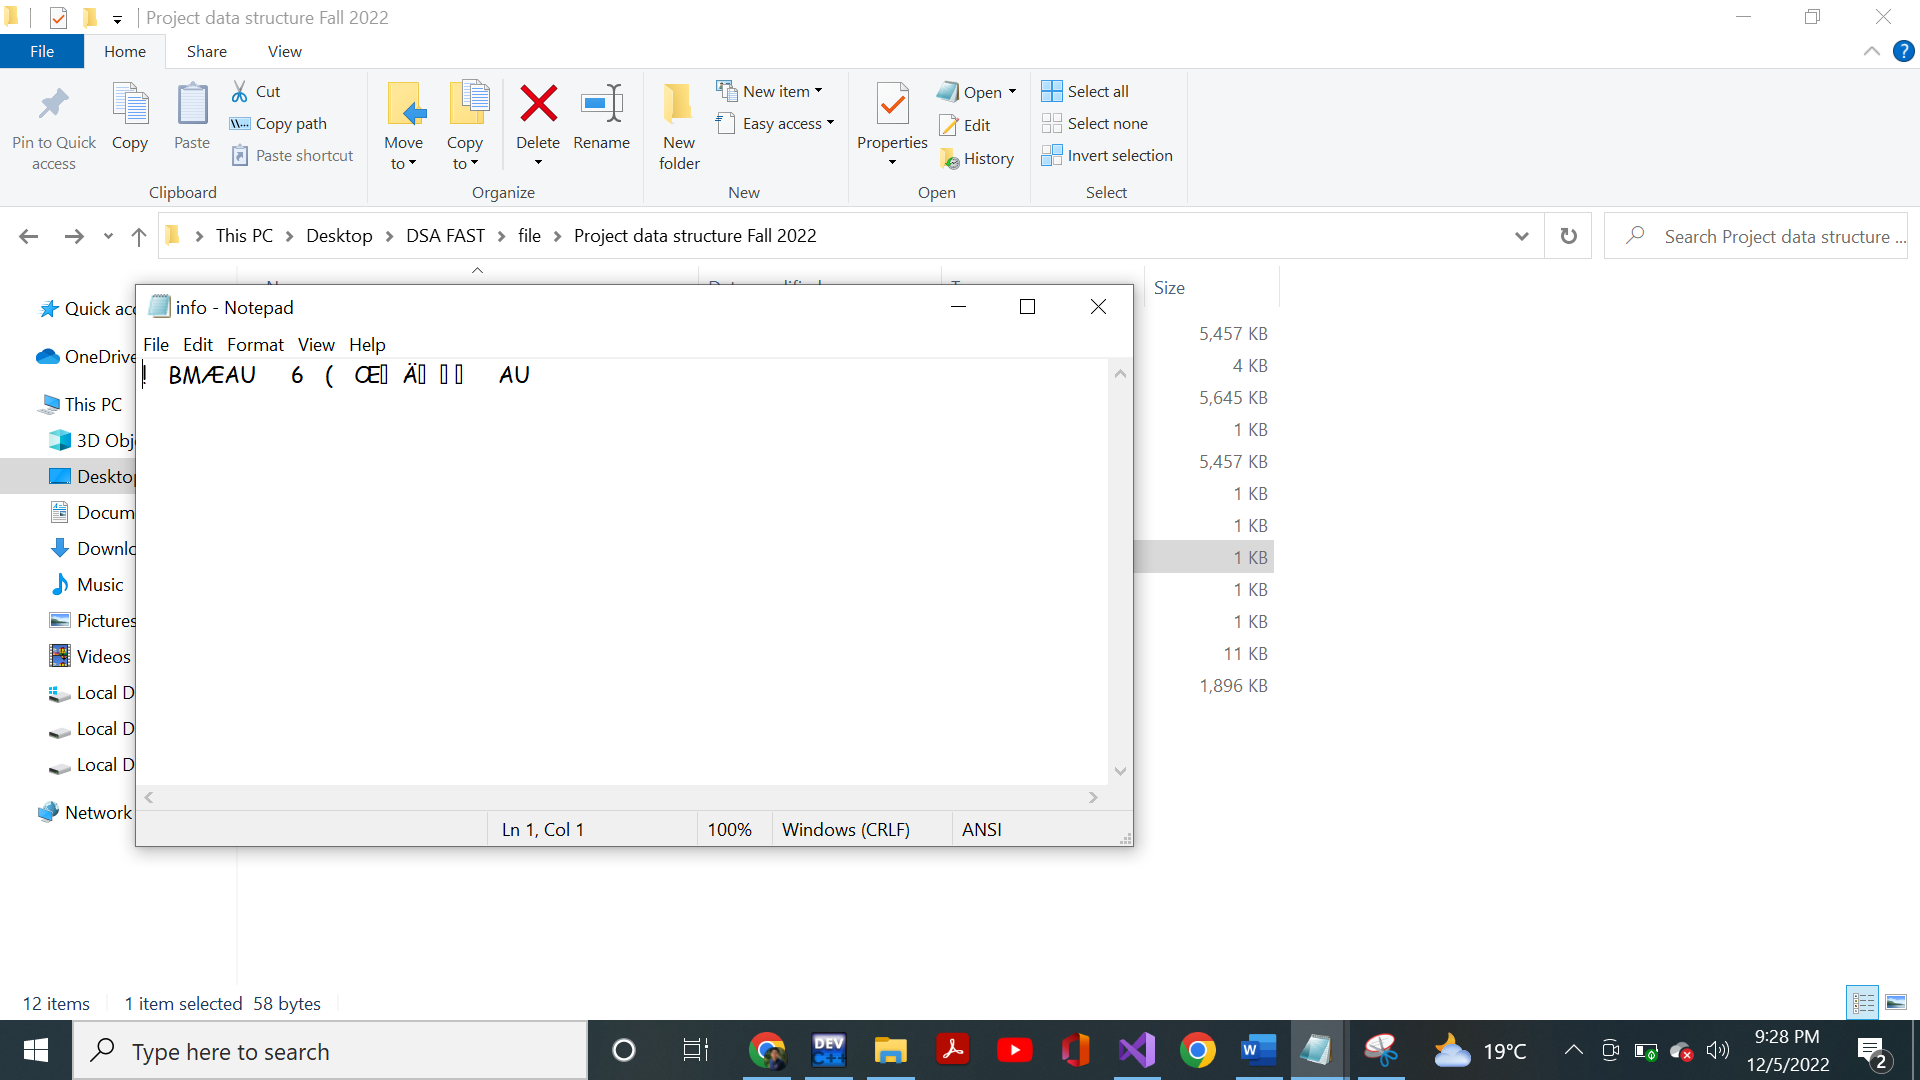 Project data structure Fall 2022
File Home Share View
Pin to Quick access
Copy
Paste
Cut
Copy path
Paste shortcut
Clipboard
Move to
Copy to
Delete
Rename
Organize
New folder
New item
Easy access
New
Properties
Open
Edit
History
Open
Select all
Select none
Invert selection
Select
This PC > Desktop > DSA FAST > file > Project data structure Fall 2022
Search Project data structure ...
Size
5,457 KB
4 KB
5,645 KB
1 KB
5,457 KB
1 KB
1 KB
1 KB
1 KB
1 KB
11 KB
1,896 KB
Quick acc
OneDrive
This PC
3D Obj
Desktop
Docum
Downlo
Music
Pictures
Videos
Local D
Local D
Local D
Network
info - Notepad
File Edit Format View Help
! BMÆAU 6 ( Œ Ä AU
Ln 1, Col 1
100%
Windows (CRLF)
ANSI
12 items
1 item selected 58 bytes
Type here to search
DEV C++
W
19°C
9:28 PM
12/5/2022
2